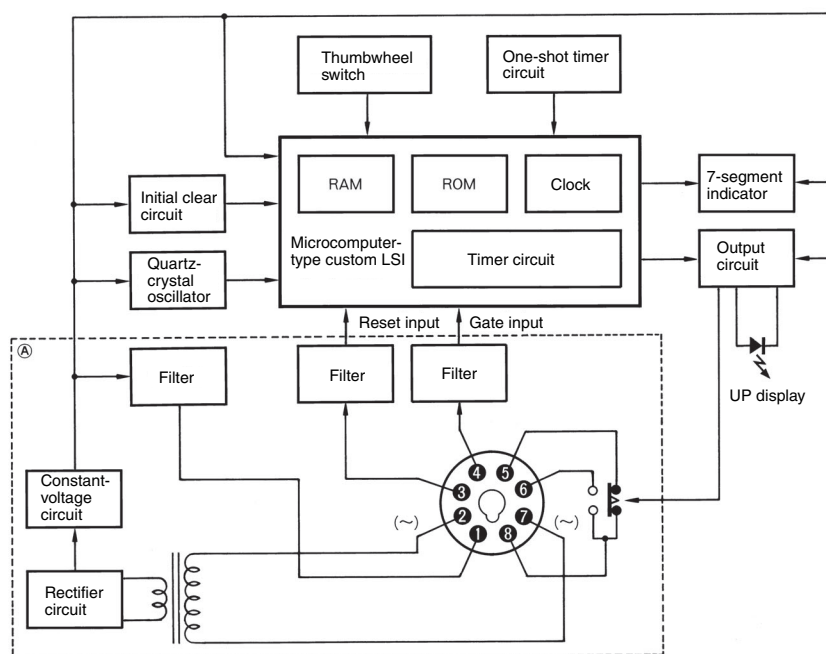 Thumbwheel
switch
One-shot timer
circuit
RAM
ROM
Clock
Initial clear
circuit
7-segment
indicator
Microcomputer-
type custom LSI
Timer circuit
Quartz-
crystal
oscillator
Output
circuit
Reset input
Gate input
Ⓐ
Filter
Filter
Filter
UP display
Constant-
voltage
circuit
4
5
3
6
2
7
1
8
(~)
(~)
Rectifier
circuit